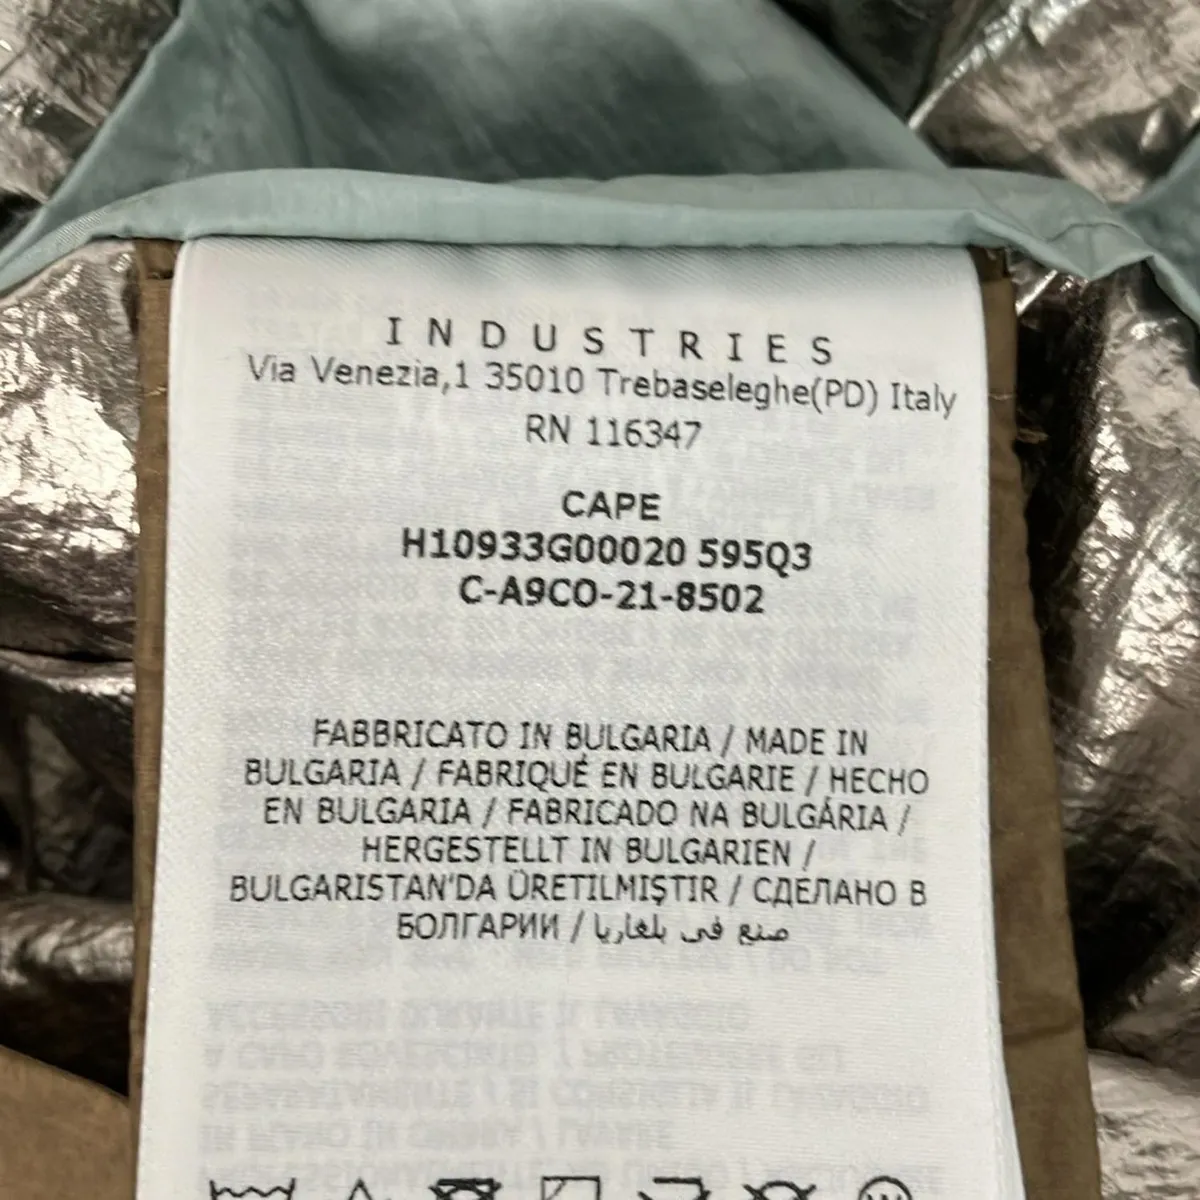 INDUSTRIES
Via Venezia,1 35010 Trebaseleghe(PD) Italy
RN 116347
CAPE
H10933G00020 595Q3
C-A9CO-21-8502
FABBRICATO IN BULGARIA / MADE IN
BULGARIA / FABRIQUÉ EN BULGARIE / HECHO
EN BULGARIA / FABRICADO NA BULGÁRIA /
HERGESTELLT IN BULGARIEN /
BULGARISTAN'DA ÜRETILMIŞTIR / СДЕЛАНО В
БОЛГАРИИ / صنع في بلغاريا